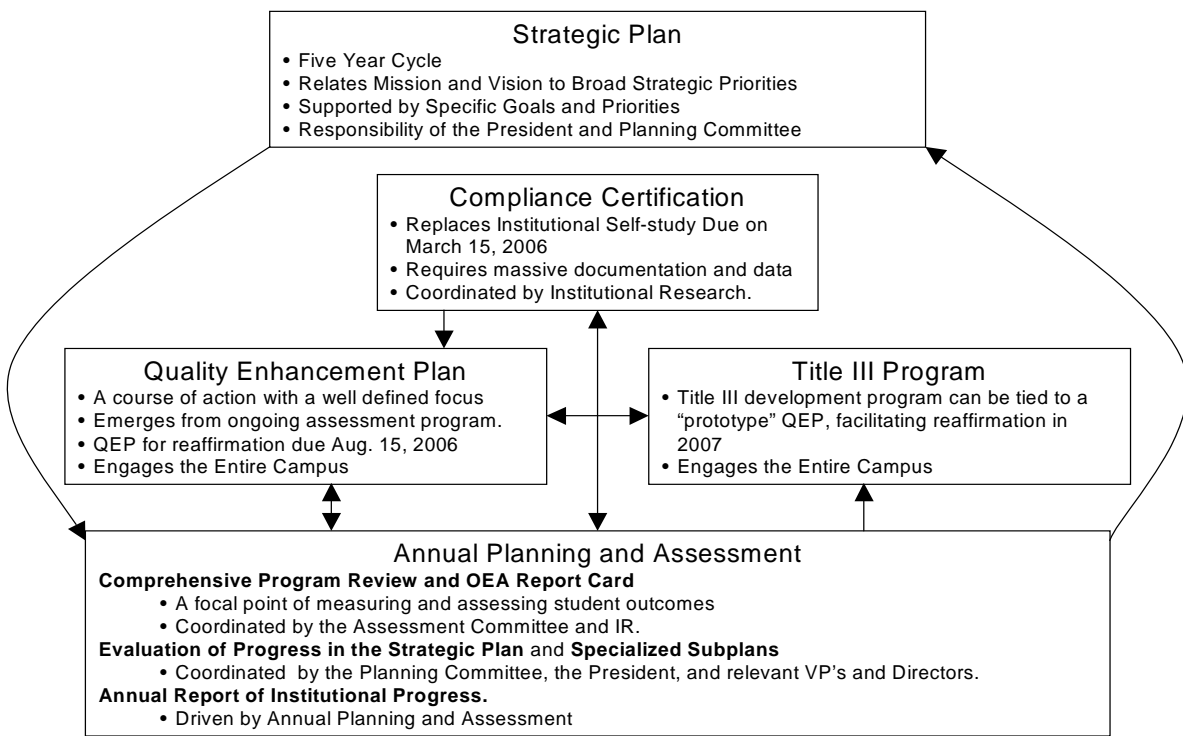 Strategic Plan
• Five Year Cycle
• Relates Mission and Vision to Broad Strategic Priorities
• Supported by Specific Goals and Priorities
• Responsibility of the President and Planning Committee
Compliance Certification
• Replaces Institutional Self-study Due on
March 15, 2006
• Requires massive documentation and data
• Coordinated by Institutional Research.
Quality Enhancement Plan
• A course of action with a well defined focus
• Emerges from ongoing assessment program.
• QEP for reaffirmation due Aug. 15, 2006
• Engages the Entire Campus
Title III Program
• Title III development program can be tied to a
“prototype” QEP, facilitating reaffirmation in
2007
• Engages the Entire Campus
Annual Planning and Assessment
Comprehensive Program Review and OEA Report Card
• A focal point of measuring and assessing student outcomes
• Coordinated by the Assessment Committee and IR.
Evaluation of Progress in the Strategic Plan and Specialized Subplans
• Coordinated by the Planning Committee, the President, and relevant VP's and Directors.
Annual Report of Institutional Progress.
• Driven by Annual Planning and Assessment